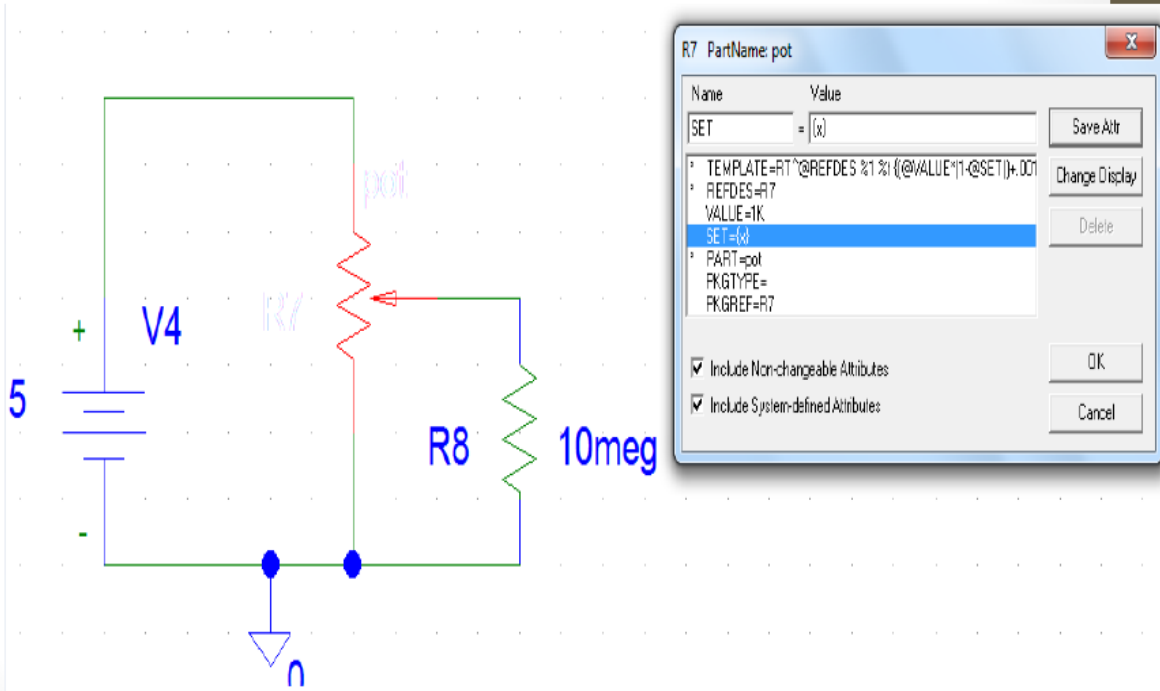 pot
R7
+
V4
5
-
R8
10meg
0
R7 PartName: pot
X
Name Value
SET = {x}
Save Attr
* TEMPLATE=RT^@REFDES %1 %t {(@VALUE*(1-@SET))+.001
* REFDES=R7
VALUE=1K
SET={x}
* PART=pot
PKGTYPE=
PKGREF=R7
Change Display
Delete
Include Non-changeable Attributes
Include System-defined Attributes
OK
Cancel